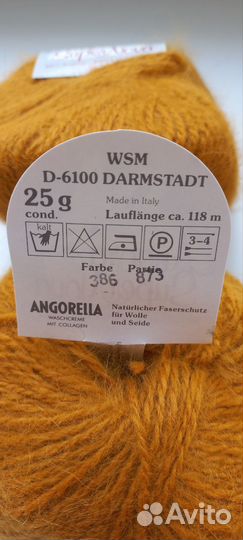 WSM
D-6100 DARMSTADT
25 g
cond.
Made in Italy
Lauflänge ca. 118 m
kalt
P
3-4
Farbe Partie
386 873
ANGORELLA
WASCHCREME
MIT COLLAGEN
Natürlicher Faserschutz
für Wolle
und Seide
Avito